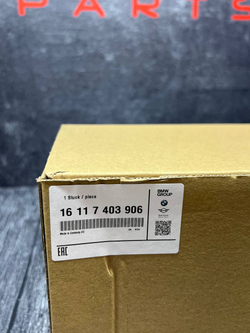 PARTS
1 Stück / piece
16 11 7 403 906
BMW
GROUP
EAC